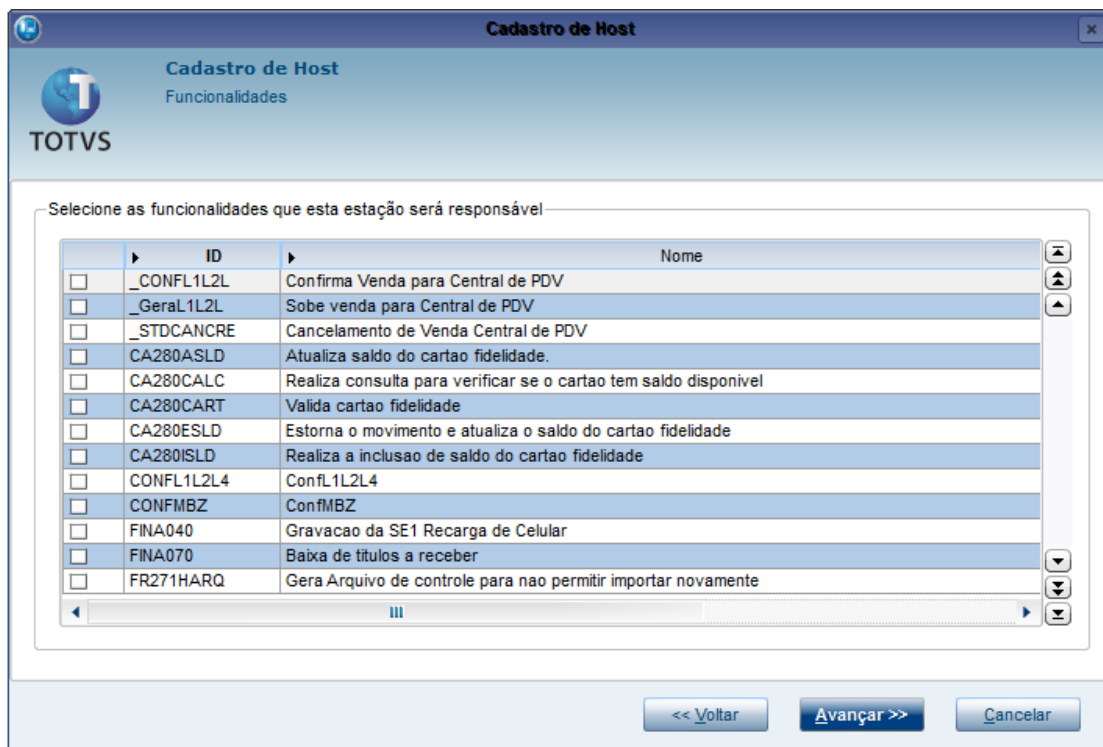 Cadastro de Host
Cadastro de Host
Funcionalidades
TOTVS
Selecione as funcionalidades que esta estação será responsável
ID Nome
_CONFL1L2L Confirma Venda para Central de PDV
_GeraL1L2L Sobe venda para Central de PDV
_STDCANCRE Cancelamento de Venda Central de PDV
CA280ASLD Atualiza saldo do cartao fidelidade.
CA280CALC Realiza consulta para verificar se o cartao tem saldo disponivel
CA280CART Valida cartao fidelidade
CA280ESLD Estorna o movimento e atualiza o saldo do cartao fidelidade
CA280ISLD Realiza a inclusao de saldo do cartao fidelidade
CONFL1L2L4 ConfL1L2L4
CONFMBZ ConfMBZ
FINA040 Gravacao da SE1 Recarga de Celular
FINA070 Baixa de titulos a receber
FR271HARQ Gera Arquivo de controle para nao permitir importar novamente
<< Voltar Avançar >> Cancelar